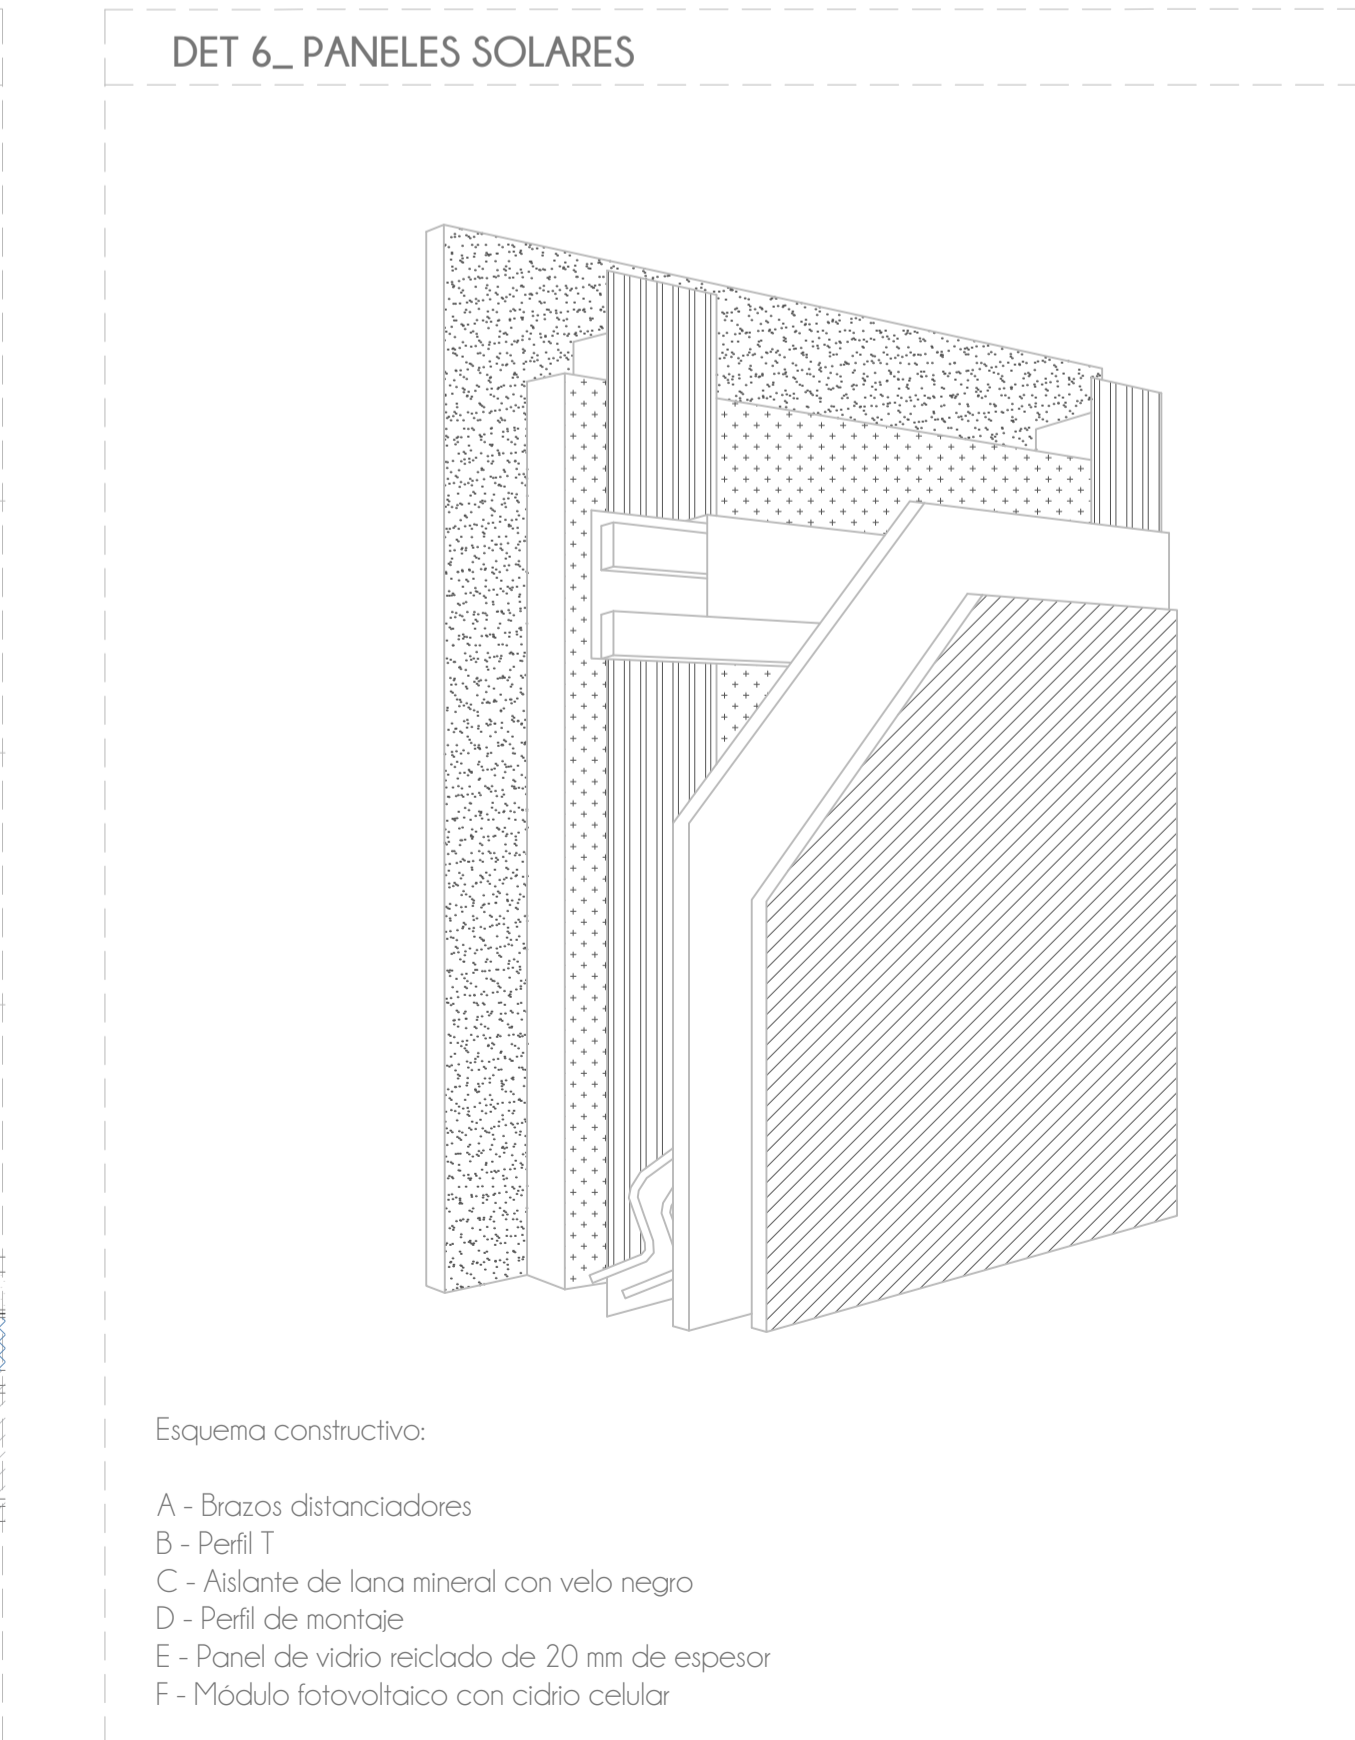 DET 6_ PANELES SOLARES
Esquema constructivo:
A - Brazos distanciadores
B - Perfil T
C - Aislante de lana mineral con velo negro
D - Perfil de montaje
E - Panel de vidrio reiclado de 20 mm de espesor
F - Módulo fotovoltaico con cidrio celular